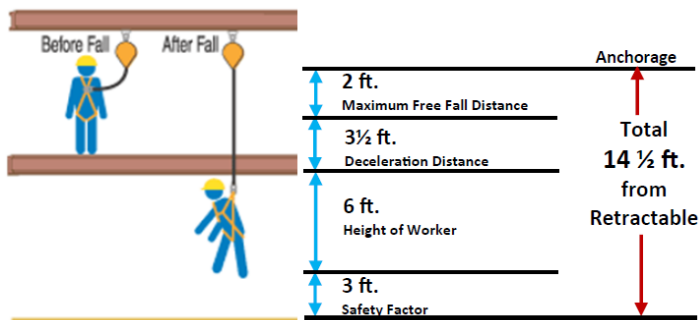 Before Fall
After Fall
Anchorage
2 ft.
Maximum Free Fall Distance
3½ ft.
Deceleration Distance
6 ft.
Height of Worker
3 ft.
Safety Factor
Total
14 ½ ft.
from
Retractable